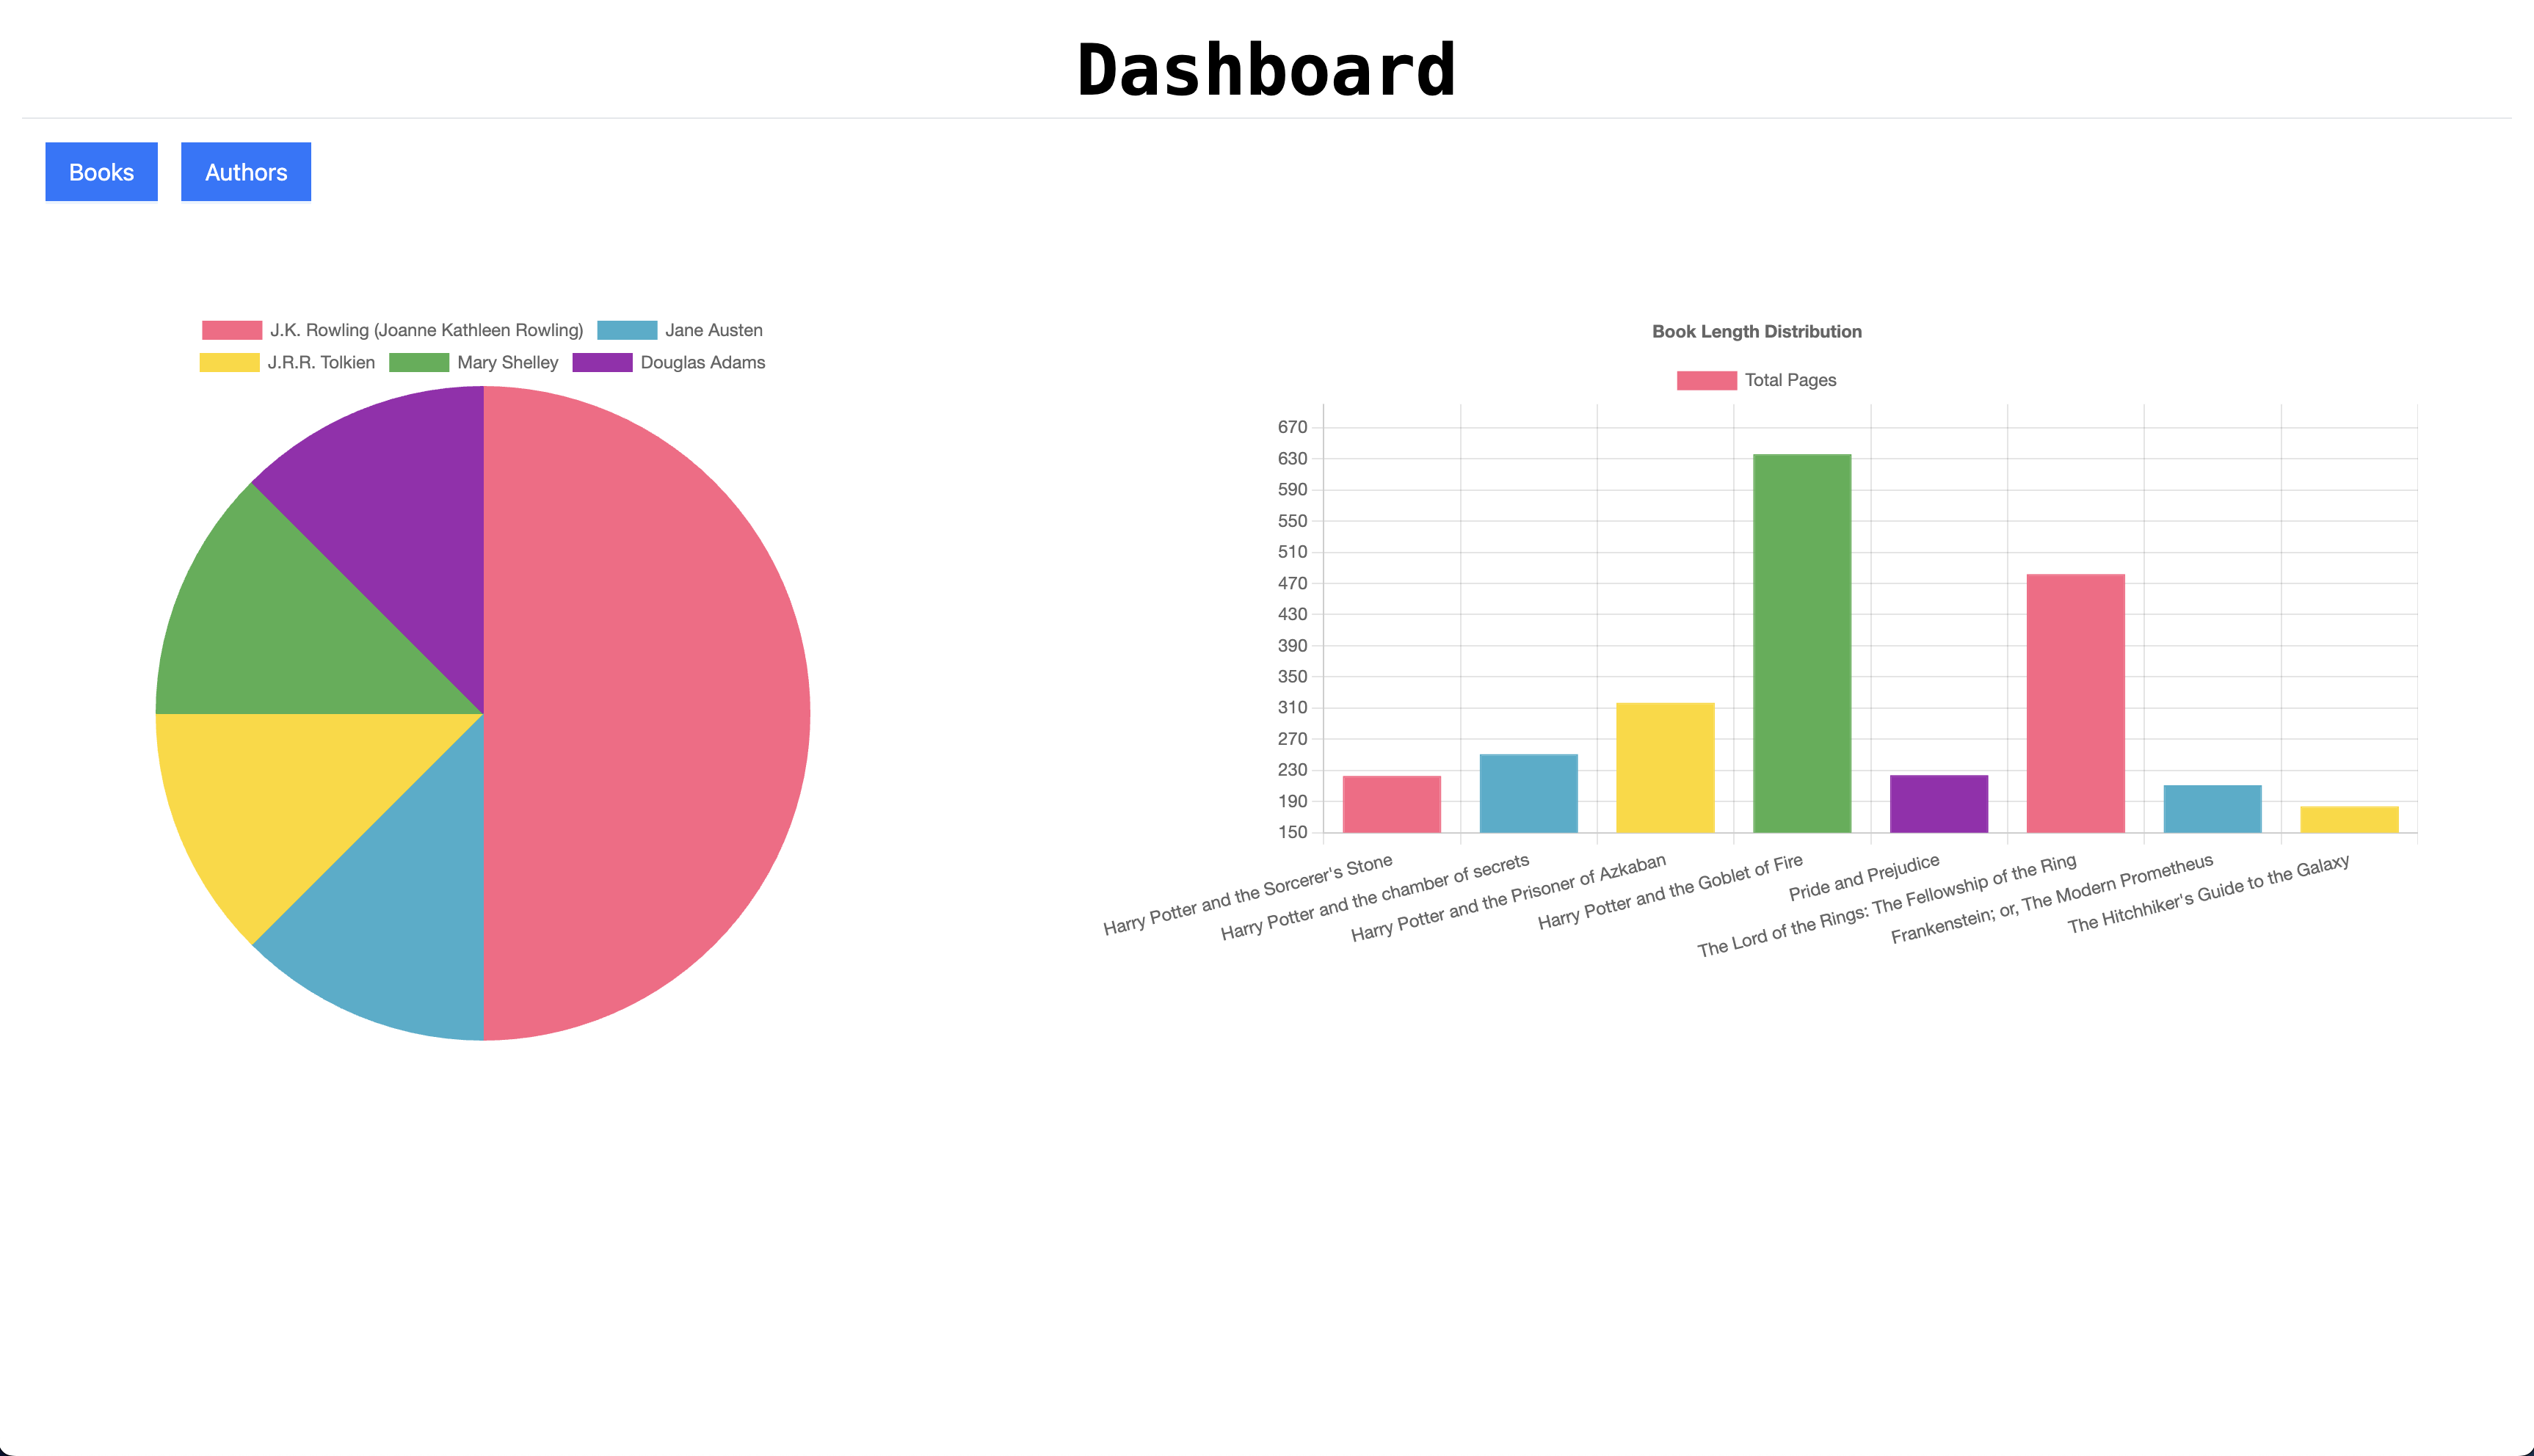 Dashboard
Books Authors
J.K. Rowling (Joanne Kathleen Rowling) Jane Austen
J.R.R. Tolkien Mary Shelley Douglas Adams
Book Length Distribution
Total Pages
670
630
590
550
510
470
430
390
350
310
270
230
190
150
Harry Potter and the Sorcerer's Stone
Harry Potter and the chamber of secrets
Harry Potter and the Prisoner of Azkaban
Harry Potter and the Goblet of Fire
Pride and Prejudice
The Lord of the Rings: The Fellowship of the Ring
Frankenstein; or, The Modern Prometheus
The Hitchhiker's Guide to the Galaxy